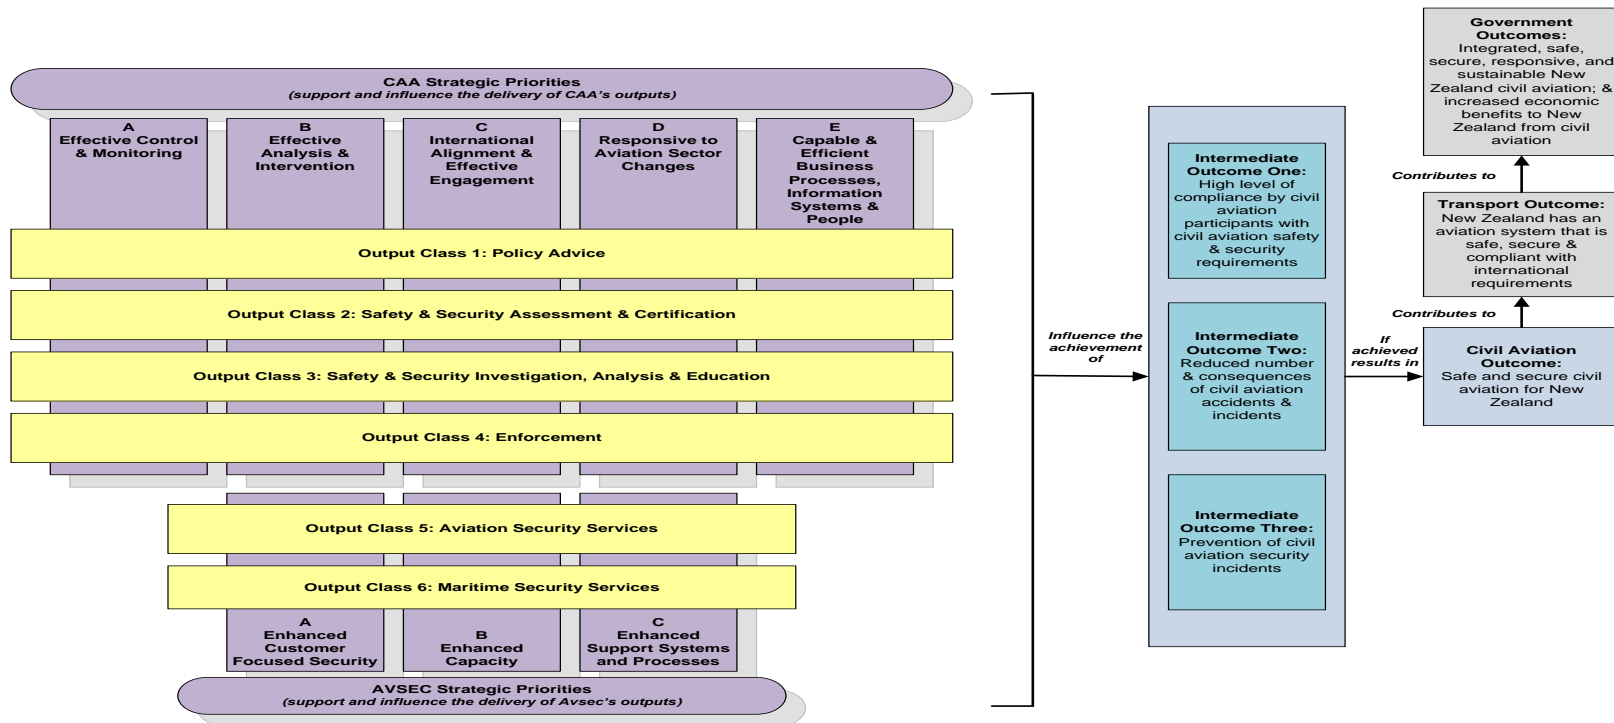 CAA Strategic Priorities
(support and influence the delivery of CAA's outputs)
A
Effective Control
& Monitoring
B
Effective
Analysis &
Intervention
C
International
Alignment &
Effective
Engagement
D
Responsive to
Aviation Sector
Changes
E
Capable &
Efficient
Business
Processes,
Information
Systems &
People
Output Class 1: Policy Advice
Output Class 2: Safety & Security Assessment & Certification
Output Class 3: Safety & Security Investigation, Analysis & Education
Output Class 4: Enforcement
Output Class 5: Aviation Security Services
Output Class 6: Maritime Security Services
A
Enhanced
Customer
Focused Security
B
Enhanced
Capacity
C
Enhanced
Support Systems
and Processes
AVSEC Strategic Priorities
(support and influence the delivery of Avsec's outputs)
Influence the
achievement
of
Intermediate
Outcome One:
High level of
compliance by civil
aviation
participants with
civil aviation safety
& security
requirements
Intermediate
Outcome Two:
Reduced number
& consequences
of civil aviation
accidents &
incidents
Intermediate
Outcome Three:
Prevention of civil
aviation security
incidents
If
achieved
results in
Government
Outcomes:
Integrated, safe,
secure, responsive, and
sustainable New
Zealand civil aviation; &
increased economic
benefits to New
Zealand from civil
aviation
Contributes to
Transport Outcome:
New Zealand has an
aviation system that is
safe, secure &
compliant with
international
requirements
Contributes to
Civil Aviation
Outcome:
Safe and secure civil
aviation for New
Zealand